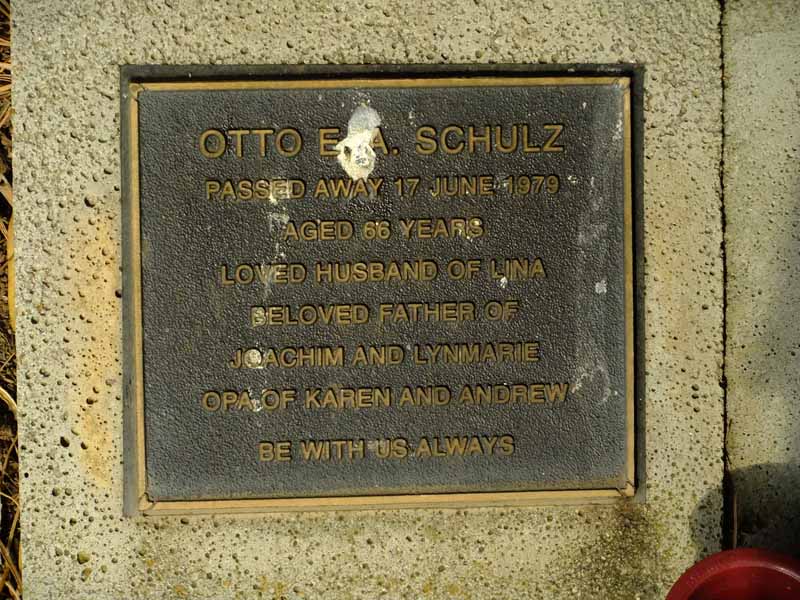 OTTO E. A. SCHULZ
PASSED AWAY 17 JUNE 1979
AGED 66 YEARS
LOVED HUSBAND OF LINA
BELOVED FATHER OF
JOACHIM AND LYNMARIE
OPA OF KAREN AND ANDREW
BE WITH US ALWAYS